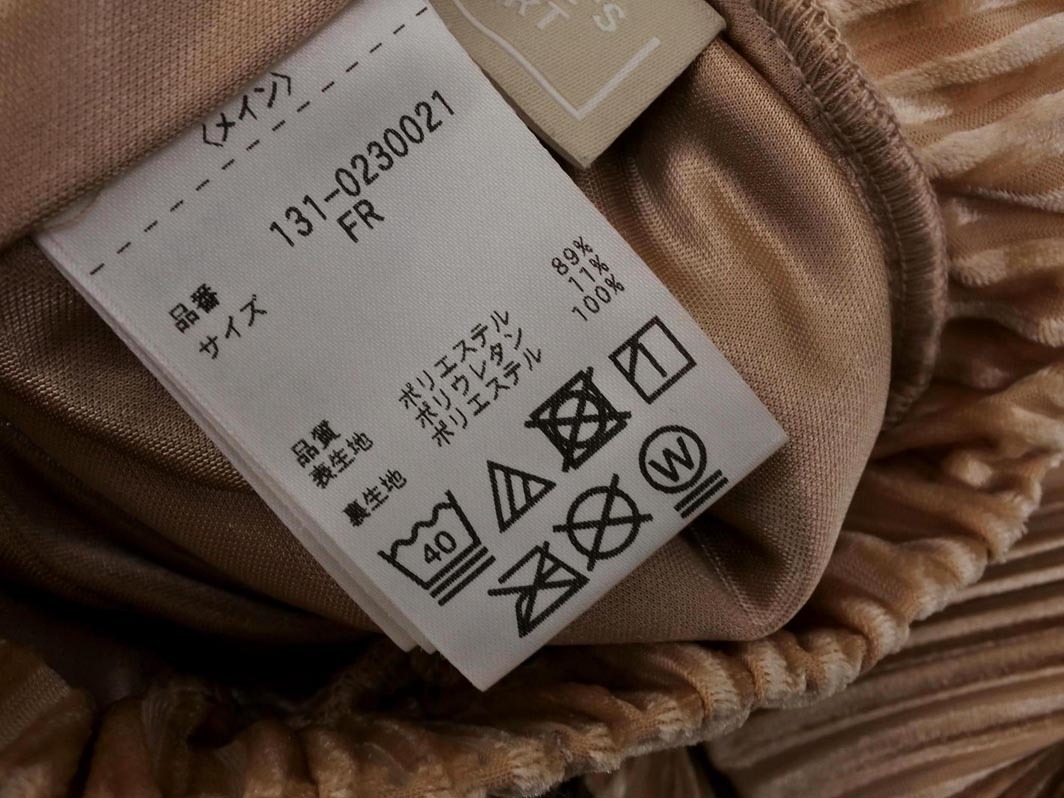 〈メイン〉
品番 131-0230021
サイズ FR
品質
表生地 ポリエステル 89%
ポリウレタン 11%
裏生地 ポリエステル 100%
40
W